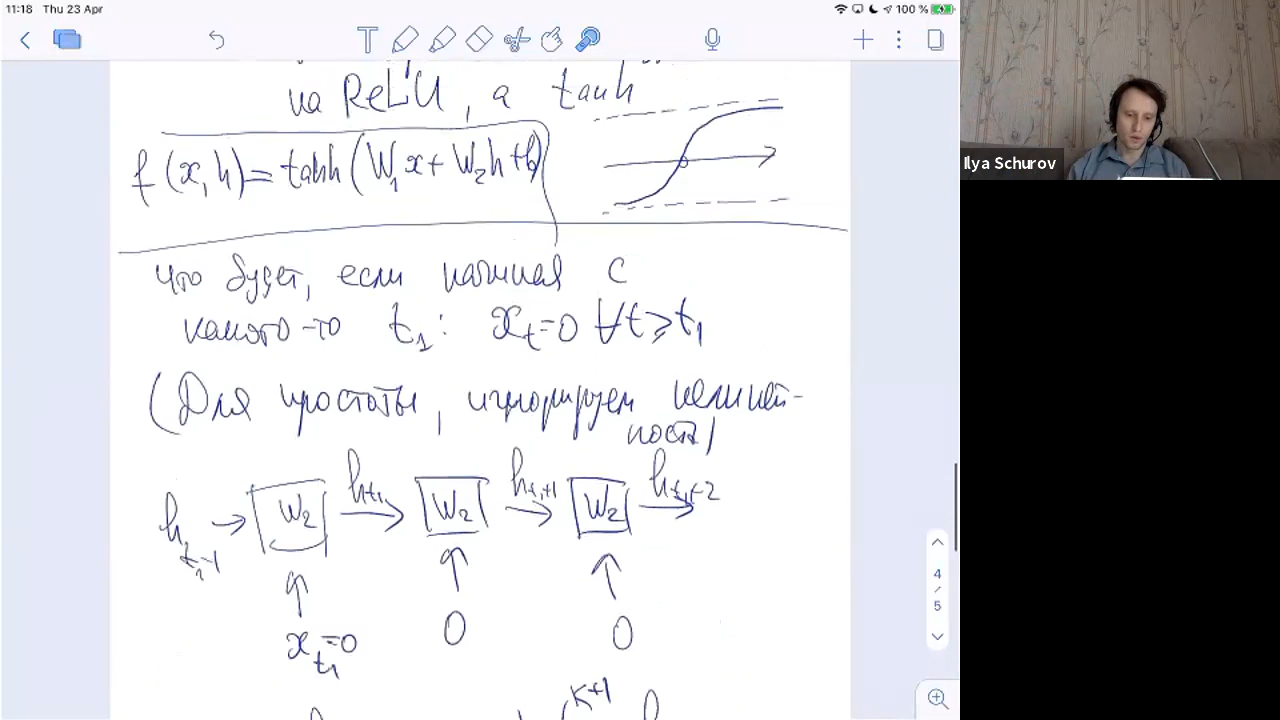 11:18 Thu 23 Apr
100 %
на ReLU, а tanh
f(x,h)=tanh(W₁x+W₂h+b)
что будет, если начиная с
какого-то t₁: xₜ=0 ∀t⩾t₁
(Для простоты, игнорируем нелиней-
ность)
h_{t₁-1} → W₂ h_{t₁} → W₂ h_{t₁+1} → W₂ h_{t₁+2} →
x_{t₁}=0 0 0
k+1
4
/
5
Ilya Schurov